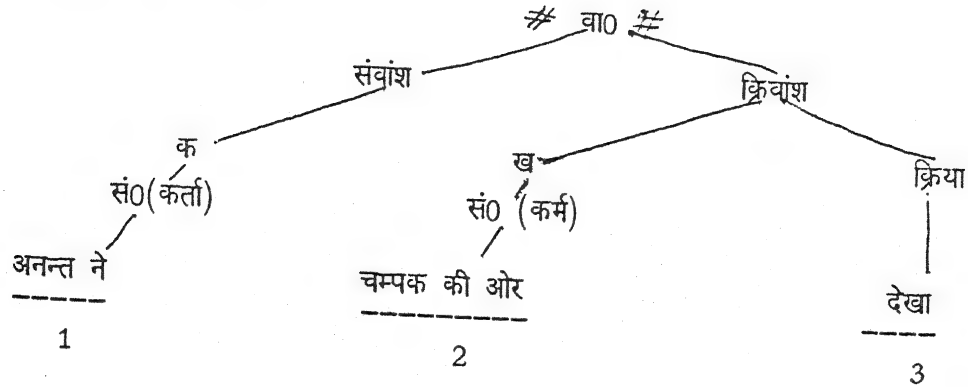 # वा0 #
संवांश
क्रिवांश
क
ख
क्रिया
सं0(कर्ता)
सं0 (कर्म)
अनन्त ने
चम्पक की ओर
देखा
1
2
3